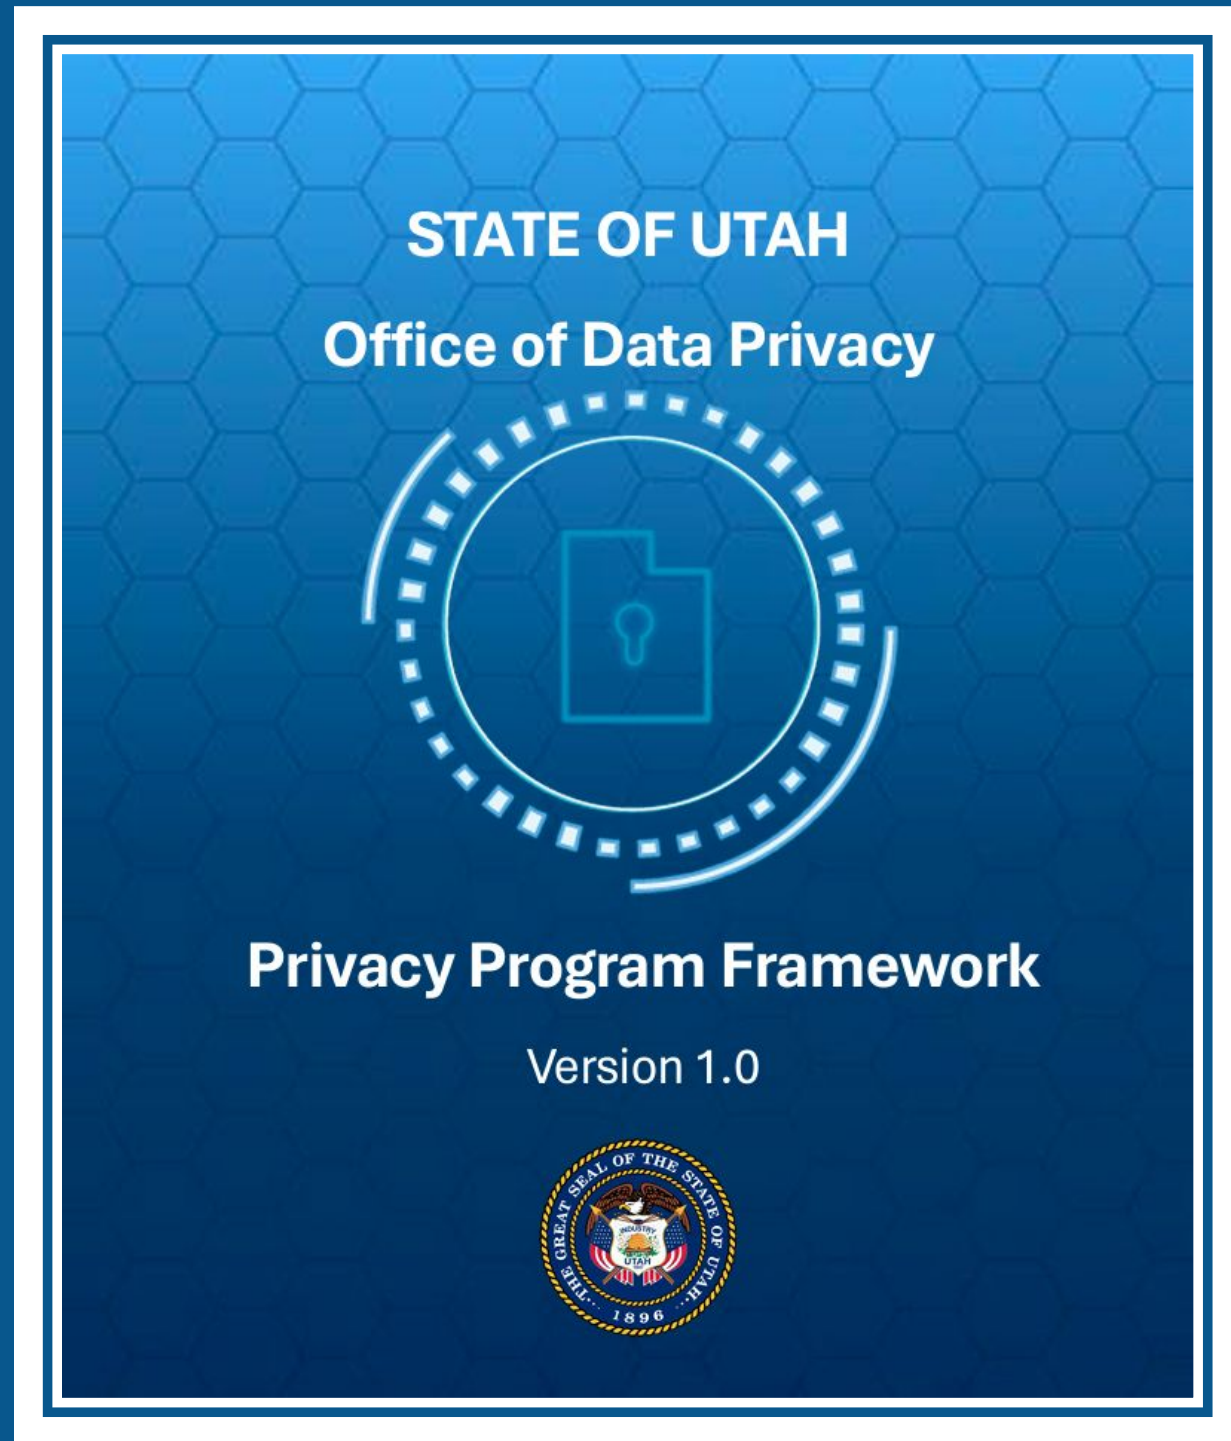 STATE OF UTAH
Office of Data Privacy
Privacy Program Framework
Version 1.0
THE GREAT SEAL OF THE STATE OF UTAH
INDUSTRY
UTAH
1896